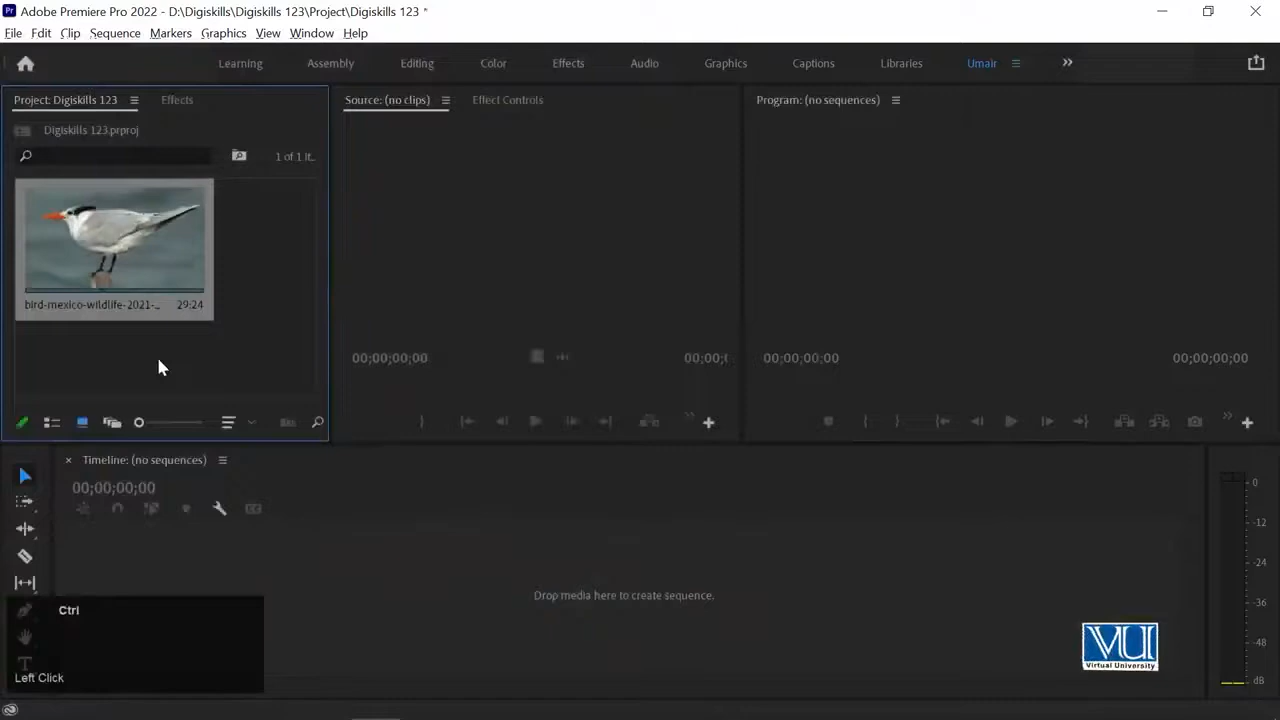 Adobe Premiere Pro 2022 - D:\Digiskills\Digiskills 123\Project\Digiskills 123 *
File Edit Clip Sequence Markers Graphics View Window Help
Learning Assembly Editing Color Effects Audio Graphics Captions Libraries Umair
Project: Digiskills 123 Effects
Source: (no clips) Effect Controls
Program: (no sequences)
Digiskills 123.prproj
1 of 1 it..
bird-mexico-wildlife-2021-... 29:24
00;00;00;00 00;00;(
00;00;00;00 00;00;00;00
× Timeline: (no sequences)
00;00;00;00
Drop media here to create sequence.
0
-12
-24
-36
-48
dB
Ctrl
Left Click
VU
Virtual University